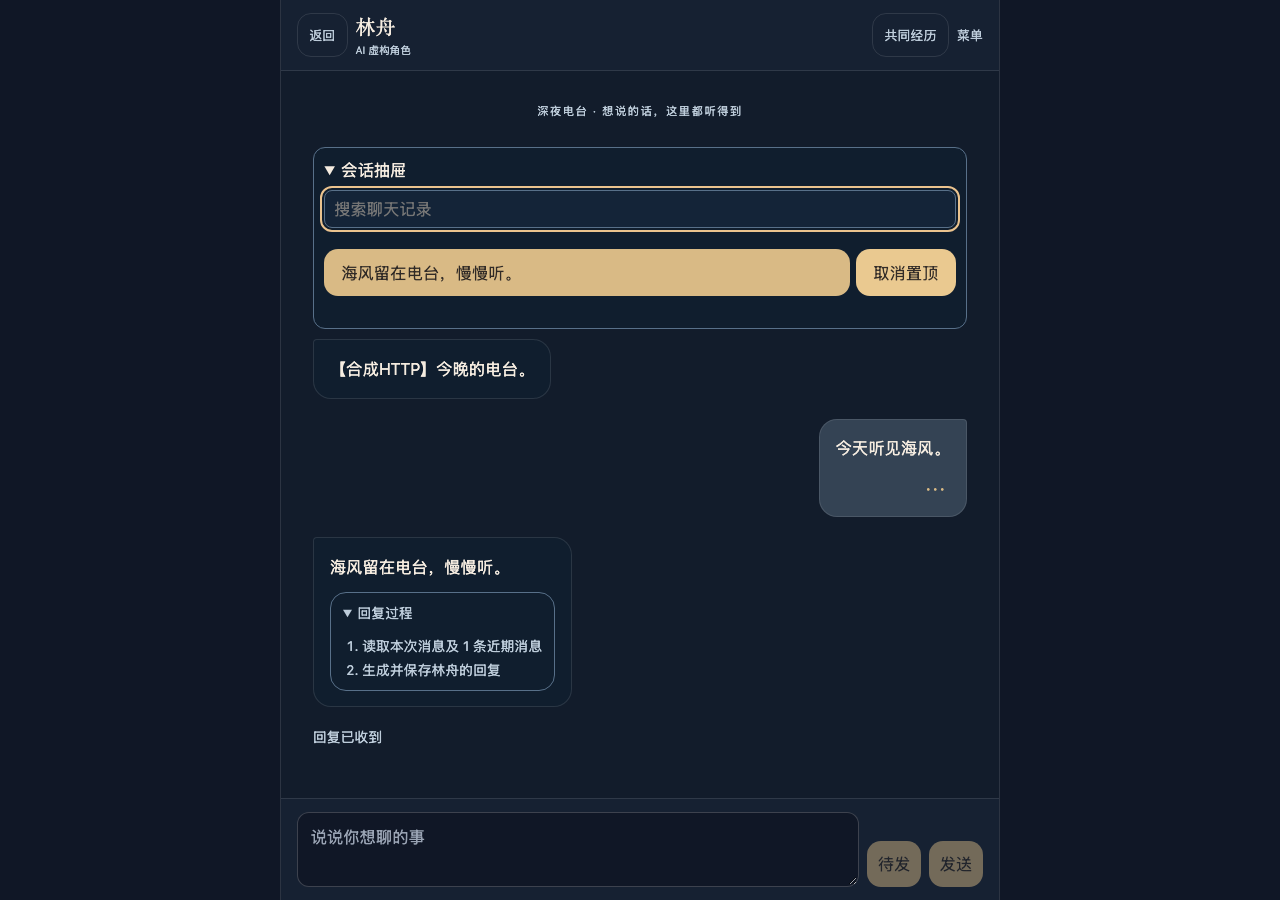 返回
林舟
AI 虚构角色
共同经历
菜单
深夜电台 · 想说的话，这里都听得到
▼ 会话抽屉
搜索聊天记录
海风留在电台，慢慢听。
取消置顶
【合成HTTP】今晚的电台。
今天听见海风。
...
海风留在电台，慢慢听。
▼ 回复过程
1. 读取本次消息及 1 条近期消息
2. 生成并保存林舟的回复
回复已收到
说说你想聊的事
待发
发送